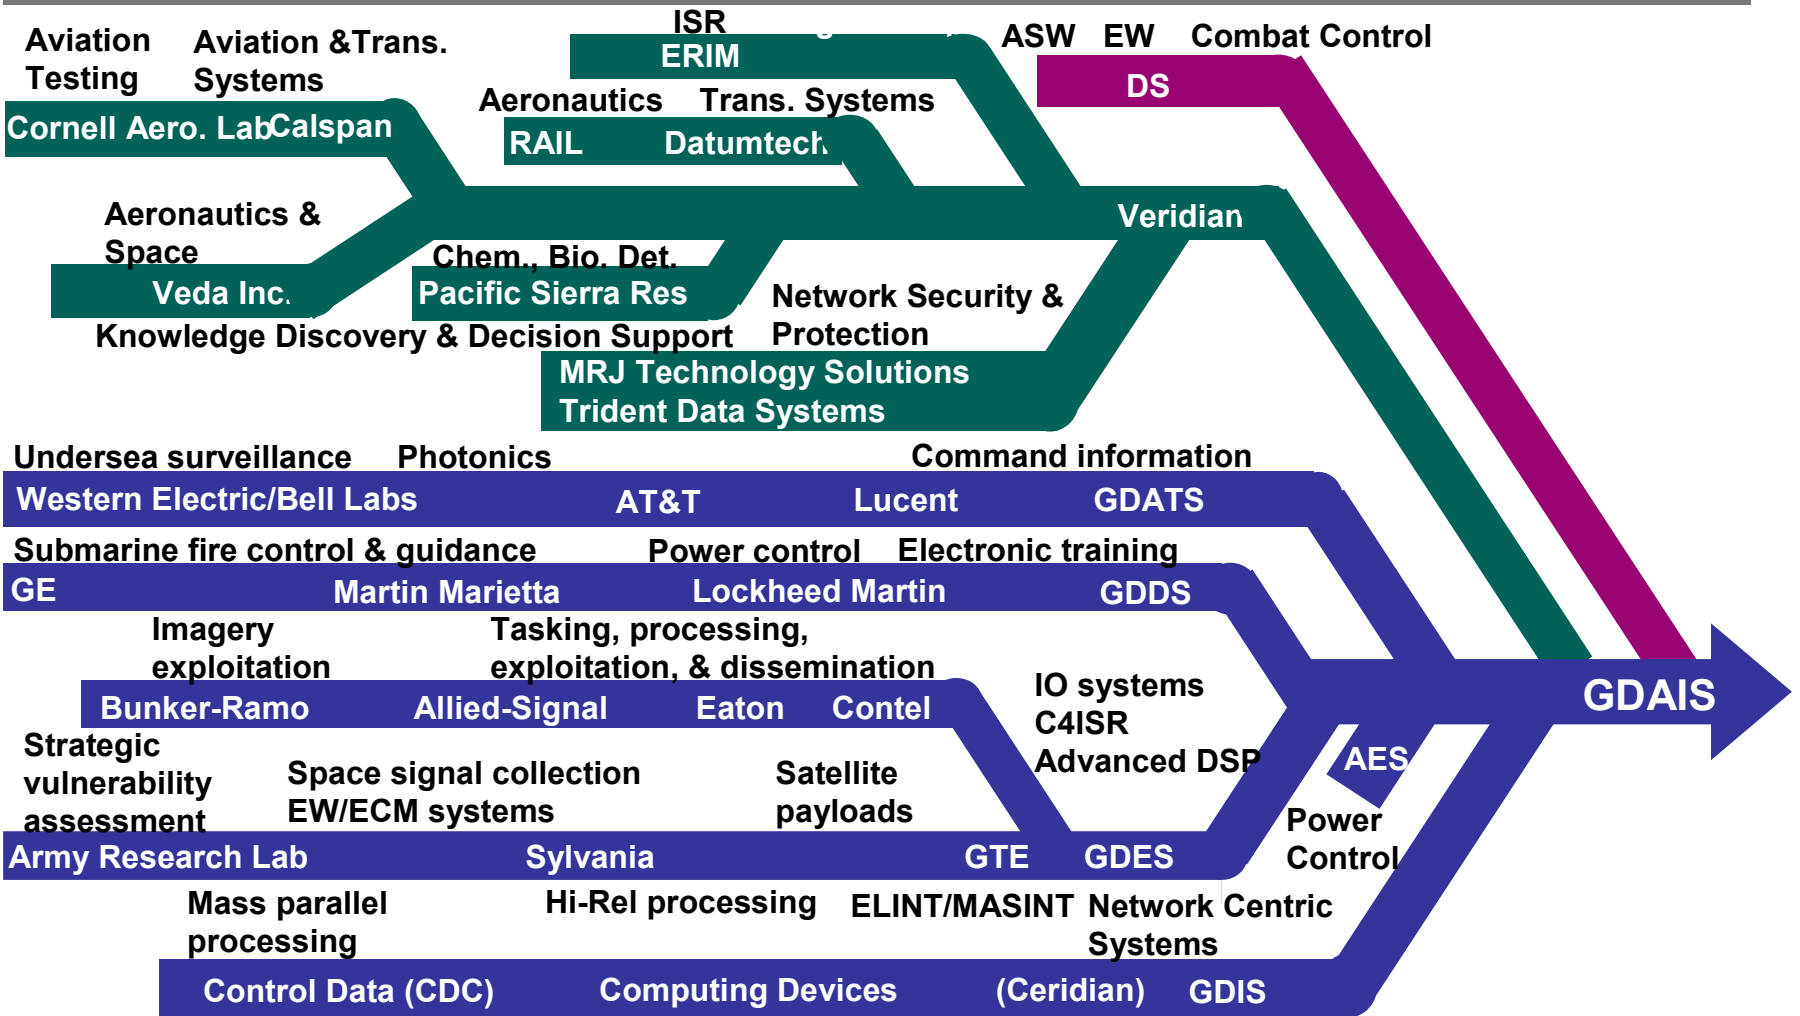 ISR
ASW EW Combat Control
Aviation
Testing
Aviation &Trans.
Systems
ERIM
DS
Aeronautics Trans. Systems
Cornell Aero. Lab Calspan
RAIL Datumtech
Aeronautics &
Space
Veridian
Chem., Bio. Det.
Veda Inc.
Pacific Sierra Res
Network Security &
Protection
Knowledge Discovery & Decision Support
MRJ Technology Solutions
Trident Data Systems
Undersea surveillance Photonics Command information
Western Electric/Bell Labs AT&T Lucent GDATS
Submarine fire control & guidance Power control Electronic training
GE Martin Marietta Lockheed Martin GDDS
Imagery
exploitation
Tasking, processing,
exploitation, & dissemination
IO systems
C4ISR
Advanced DSP
GDAIS
Bunker-Ramo Allied-Signal Eaton Contel
AES
Strategic
vulnerability
assessment
Space signal collection
EW/ECM systems
Satellite
payloads
Power
Control
Army Research Lab Sylvania GTE GDES
Mass parallel
processing
Hi-Rel processing
ELINT/MASINT
Network Centric
Systems
Control Data (CDC) Computing Devices (Ceridian) GDIS